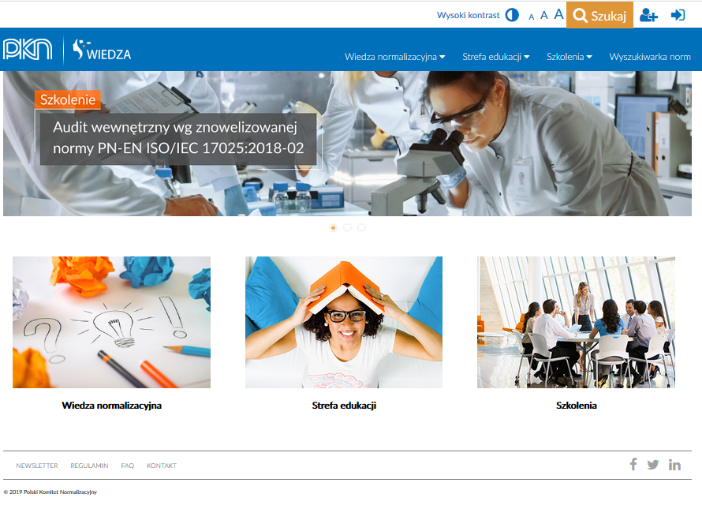 Wysoki kontrast A A A Szukaj
PKN WIEDZA
Wiedza normalizacyjna Strefa edukacji Szkolenia Wyszukiwarka norm
Szkolenie
Audit wewnętrzny wg znowelizowanej
normy PN-EN ISO/IEC 17025:2018-02
? !
Wiedza normalizacyjna Strefa edukacji Szkolenia
NEWSLETTER REGULAMIN FAQ KONTAKT
© 2019 Polski Komitet Normalizacyjny